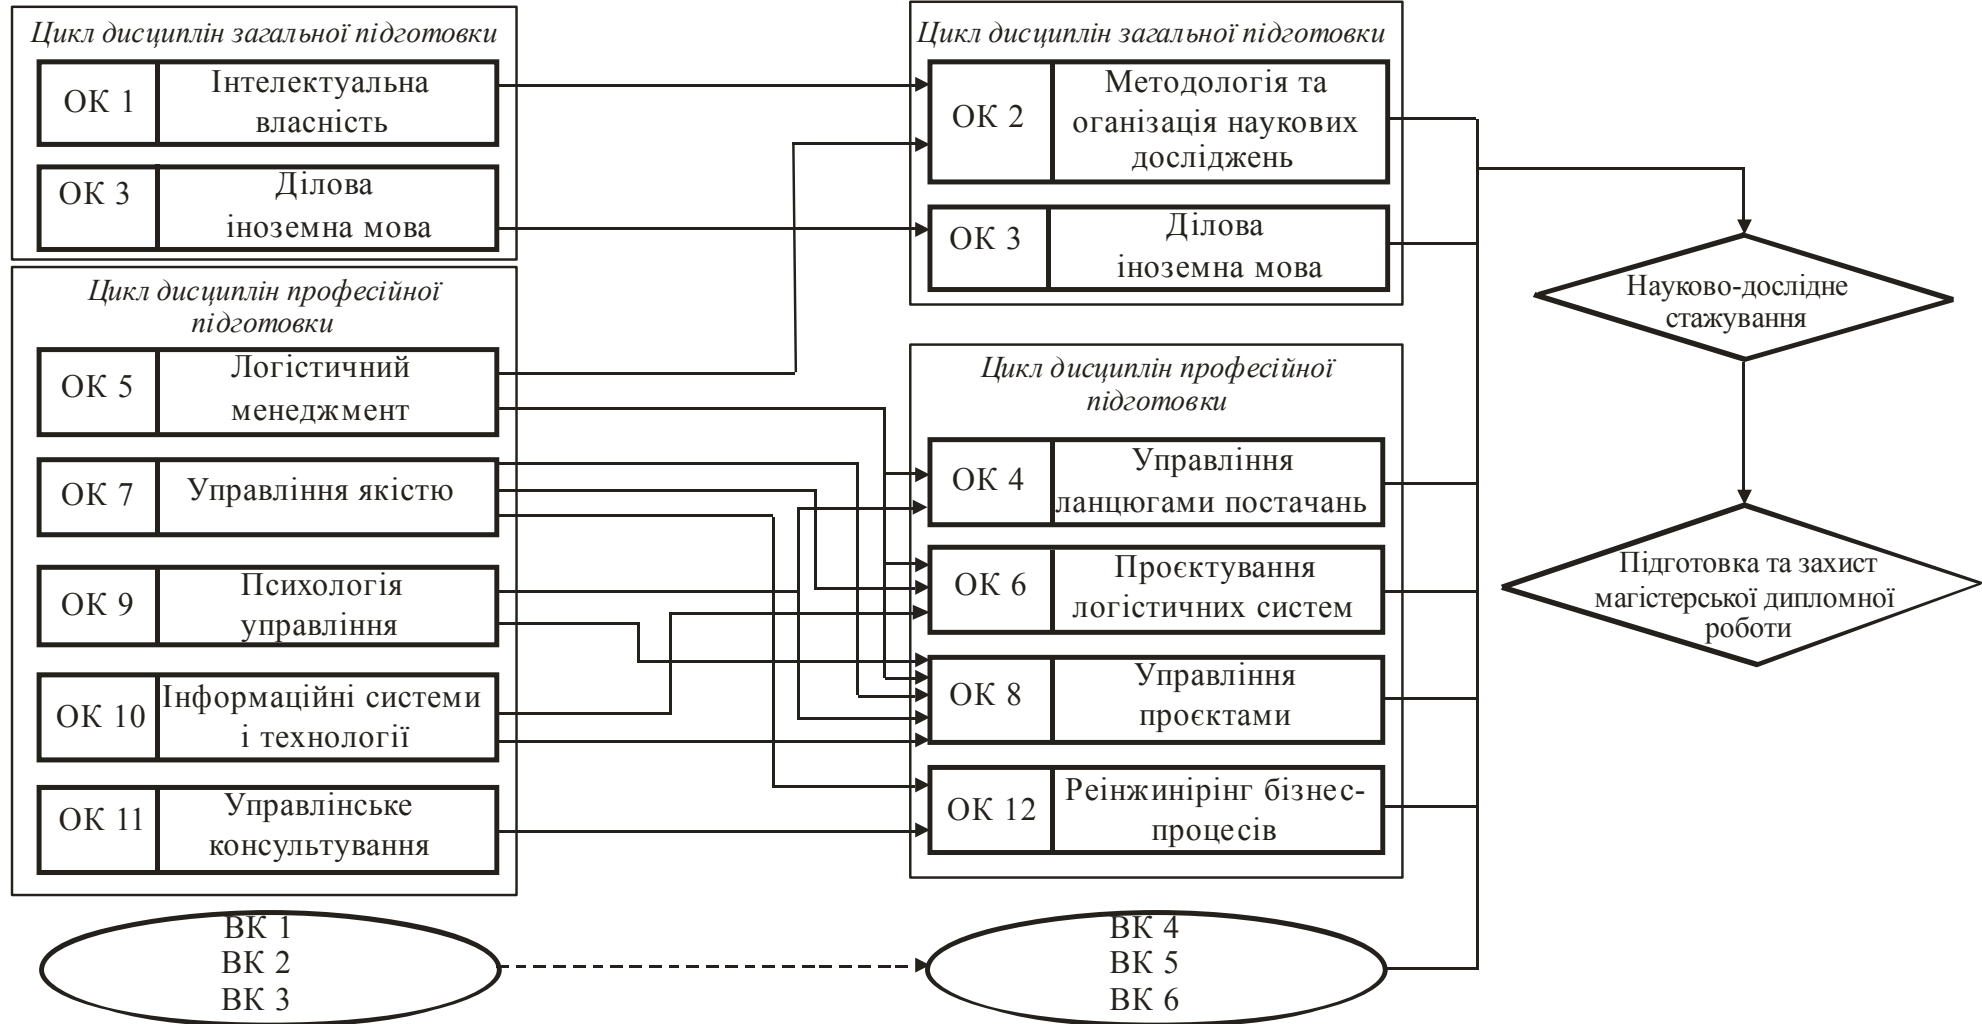 Цикл дисциплін загальної підготовки
ОК 1
Інтелектуальна
власність
ОК 3
Ділова
іноземна мова
Цикл дисциплін професійної
підготовки
ОК 5
Логістичний
менеджмент
ОК 7
Управління якістю
ОК 9
Психологія
управління
ОК 10
Інформаційні системи
і технології
ОК 11
Управлінське
консультування
ВК 1
ВК 2
ВК 3
Цикл дисциплін загальної підготовки
ОК 2
Методологія та
оганізація наукових
досліджень
ОК 3
Ділова
іноземна мова
Цикл дисциплін професійної
підготовки
ОК 4
Управління
ланцюгами постачань
ОК 6
Проєктування
логістичних систем
ОК 8
Управління
проєктами
ОК 12
Реінжинірінг бізнес-
процесів
ВК 4
ВК 5
ВК 6
Науково-дослідне
стажування
Підготовка та захист
магістерської дипломної
роботи